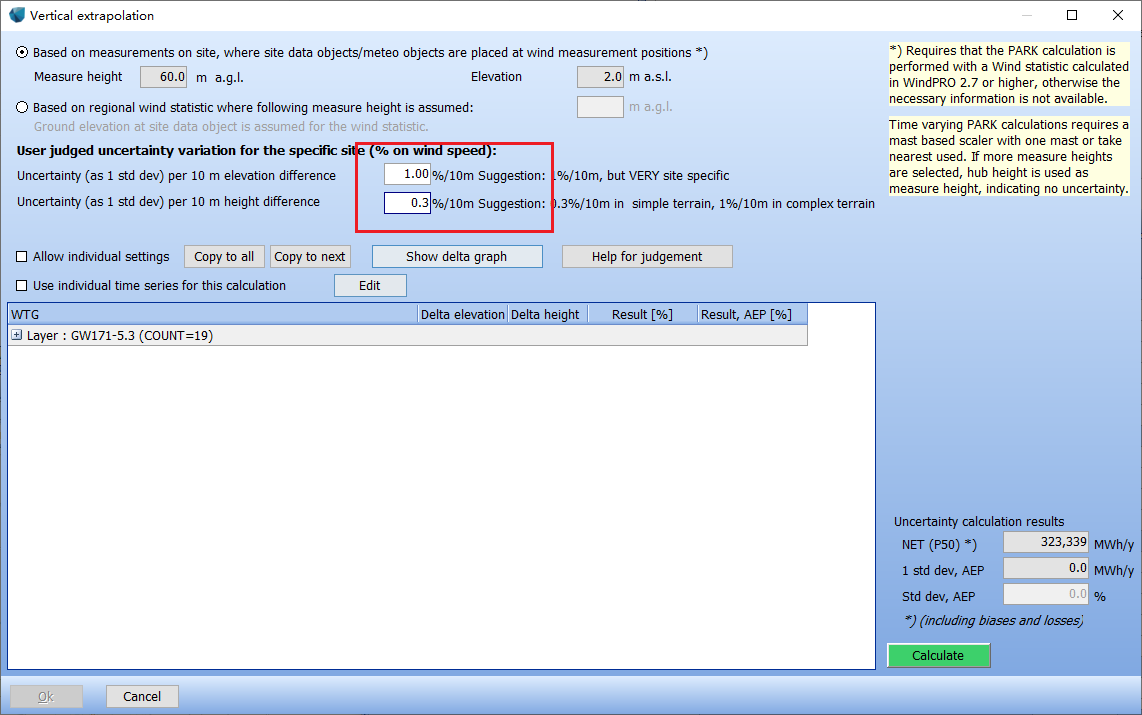 Vertical extrapolation
Based on measurements on site, where site data objects/meteo objects are placed at wind measurement positions *)
Measure height 60.0 m a.g.l. Elevation 2.0 m a.s.l.
Based on regional wind statistic where following measure height is assumed: m a.g.l.
Ground elevation at site data object is assumed for the wind statistic.
User judged uncertainty variation for the specific site (% on wind speed):
Uncertainty (as 1 std dev) per 10 m elevation difference 1.00 %/10m Suggestion: 1%/10m, but VERY site specific
Uncertainty (as 1 std dev) per 10 m height difference 0.3 %/10m Suggestion: 0.3%/10m in simple terrain, 1%/10m in complex terrain
*) Requires that the PARK calculation is
performed with a Wind statistic calculated
in WindPRO 2.7 or higher, otherwise the
necessary information is not available.
Time varying PARK calculations requires a
mast based scaler with one mast or take
nearest used. If more measure heights
are selected, hub height is used as
measure height, indicating no uncertainty.
Allow individual settings Copy to all Copy to next Show delta graph Help for judgement
Use individual time series for this calculation Edit
WTG Delta elevation Delta height Result [%] Result, AEP [%]
Layer : GW171-5.3 (COUNT=19)
Uncertainty calculation results
NET (P50) *) 323,339 MWh/y
1 std dev, AEP 0.0 MWh/y
Std dev, AEP 0.0 %
*) (including biases and losses)
Calculate
Ok Cancel